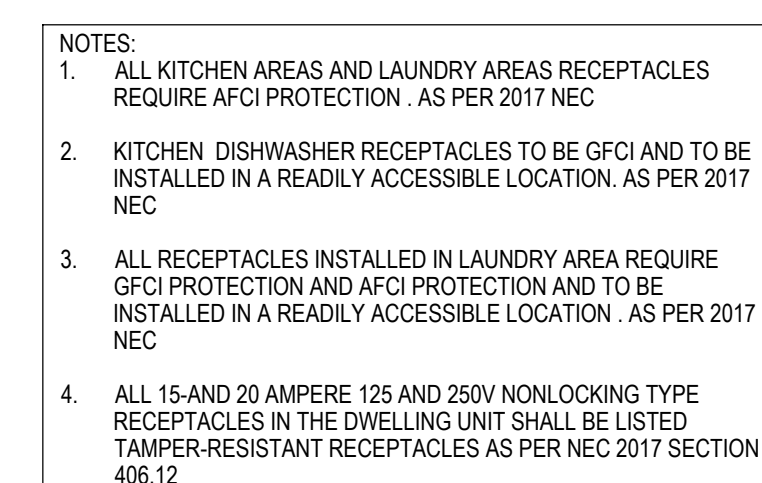 NOTES:
1. ALL KITCHEN AREAS AND LAUNDRY AREAS RECEPTACLES
REQUIRE AFCI PROTECTION . AS PER 2017 NEC
2. KITCHEN DISHWASHER RECEPTACLES TO BE GFCI AND TO BE
INSTALLED IN A READILY ACCESSIBLE LOCATION. AS PER 2017
NEC
3. ALL RECEPTACLES INSTALLED IN LAUNDRY AREA REQUIRE
GFCI PROTECTION AND AFCI PROTECTION AND TO BE
INSTALLED IN A READILY ACCESSIBLE LOCATION . AS PER 2017
NEC
4. ALL 15-AND 20 AMPERE 125 AND 250V NONLOCKING TYPE
RECEPTACLES IN THE DWELLING UNIT SHALL BE LISTED
TAMPER-RESISTANT RECEPTACLES AS PER NEC 2017 SECTION
406.12